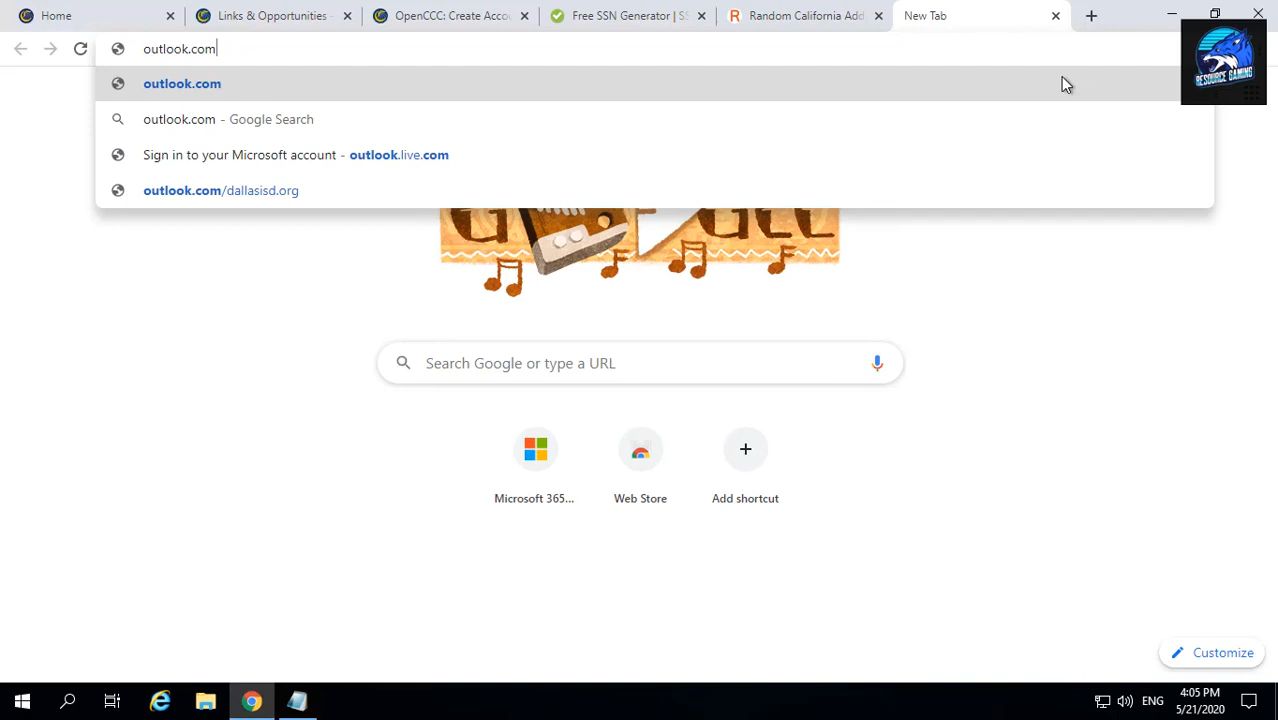 Home
Links & Opportunities -
OpenCCC: Create Acco
Free SSN Generator | S
Random California Add
New Tab
outlook.com
RESOURCE GAMING
outlook.com
outlook.com - Google Search
Sign in to your Microsoft account - outlook.live.com
outlook.com/dallasisd.org
Search Google or type a URL
Microsoft 365...
Web Store
Add shortcut
Customize
ENG
4:05 PM
5/21/2020